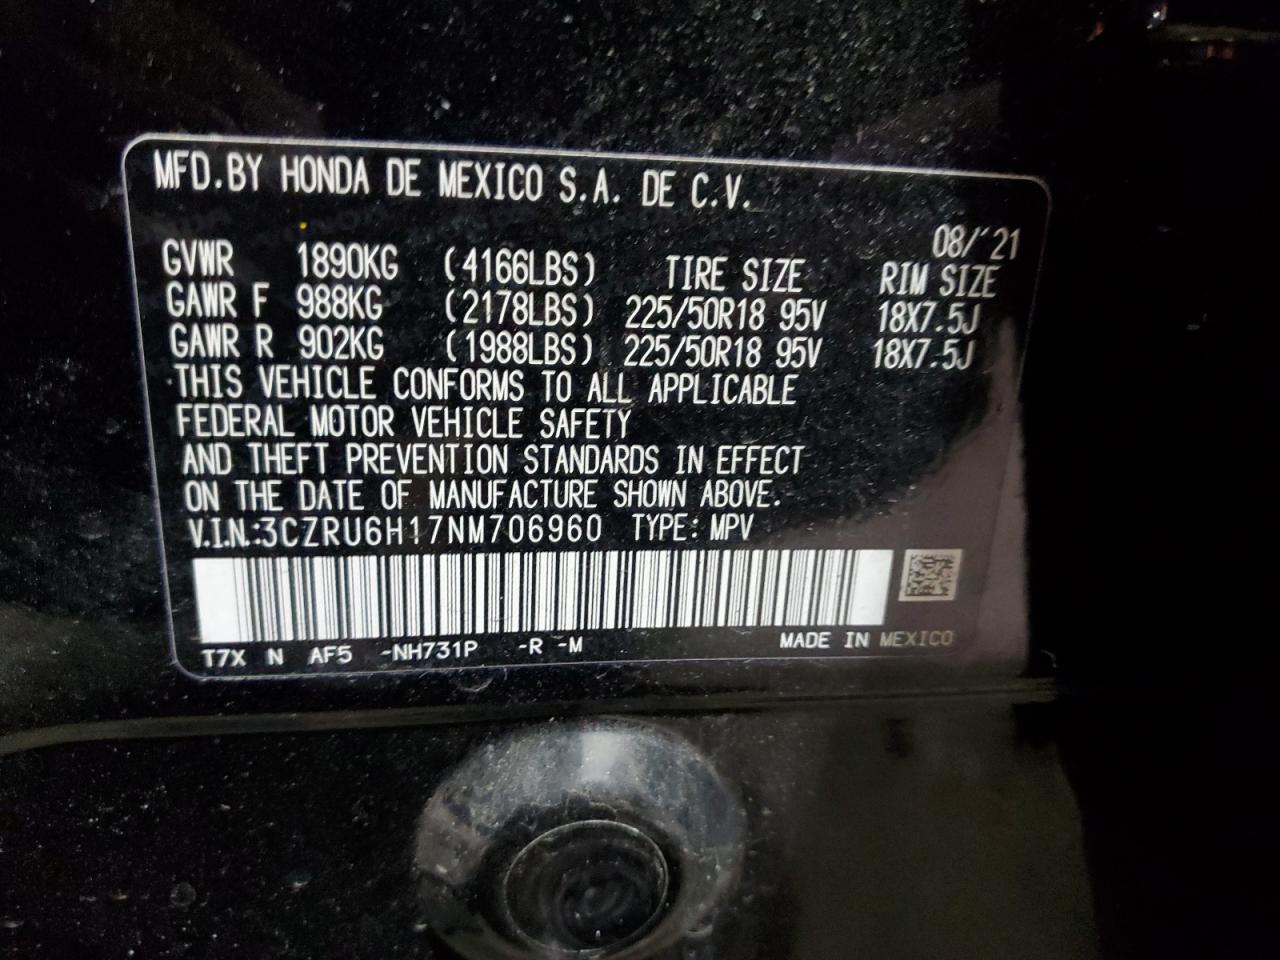 MFD.BY HONDA DE MEXICO S.A. DE C.V.
08/'21
GVWR 1890KG (4166LBS) TIRE SIZE RIM SIZE
GAWR F 988KG (2178LBS) 225/50R18 95V 18X7.5J
GAWR R 902KG (1988LBS) 225/50R18 95V 18X7.5J
THIS VEHICLE CONFORMS TO ALL APPLICABLE
FEDERAL MOTOR VEHICLE SAFETY
AND THEFT PREVENTION STANDARDS IN EFFECT
ON THE DATE OF MANUFACTURE SHOWN ABOVE.
V.I.N.:3CZRU6H17NM706960 TYPE: MPV
T7X N AF5 -NH731P -R -M MADE IN MEXICO